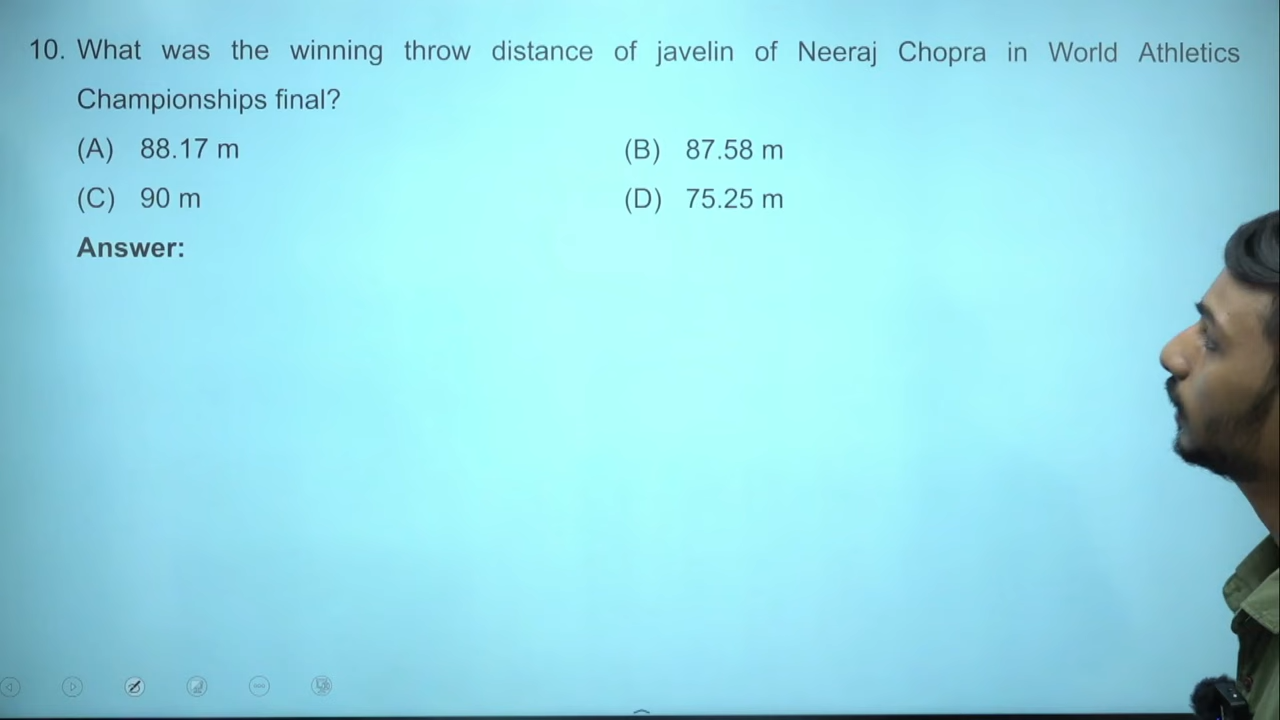 10. What was the winning throw distance of javelin of Neeraj Chopra in World Athletics
Championships final?
(A) 88.17 m (B) 87.58 m
(C) 90 m (D) 75.25 m
Answer: